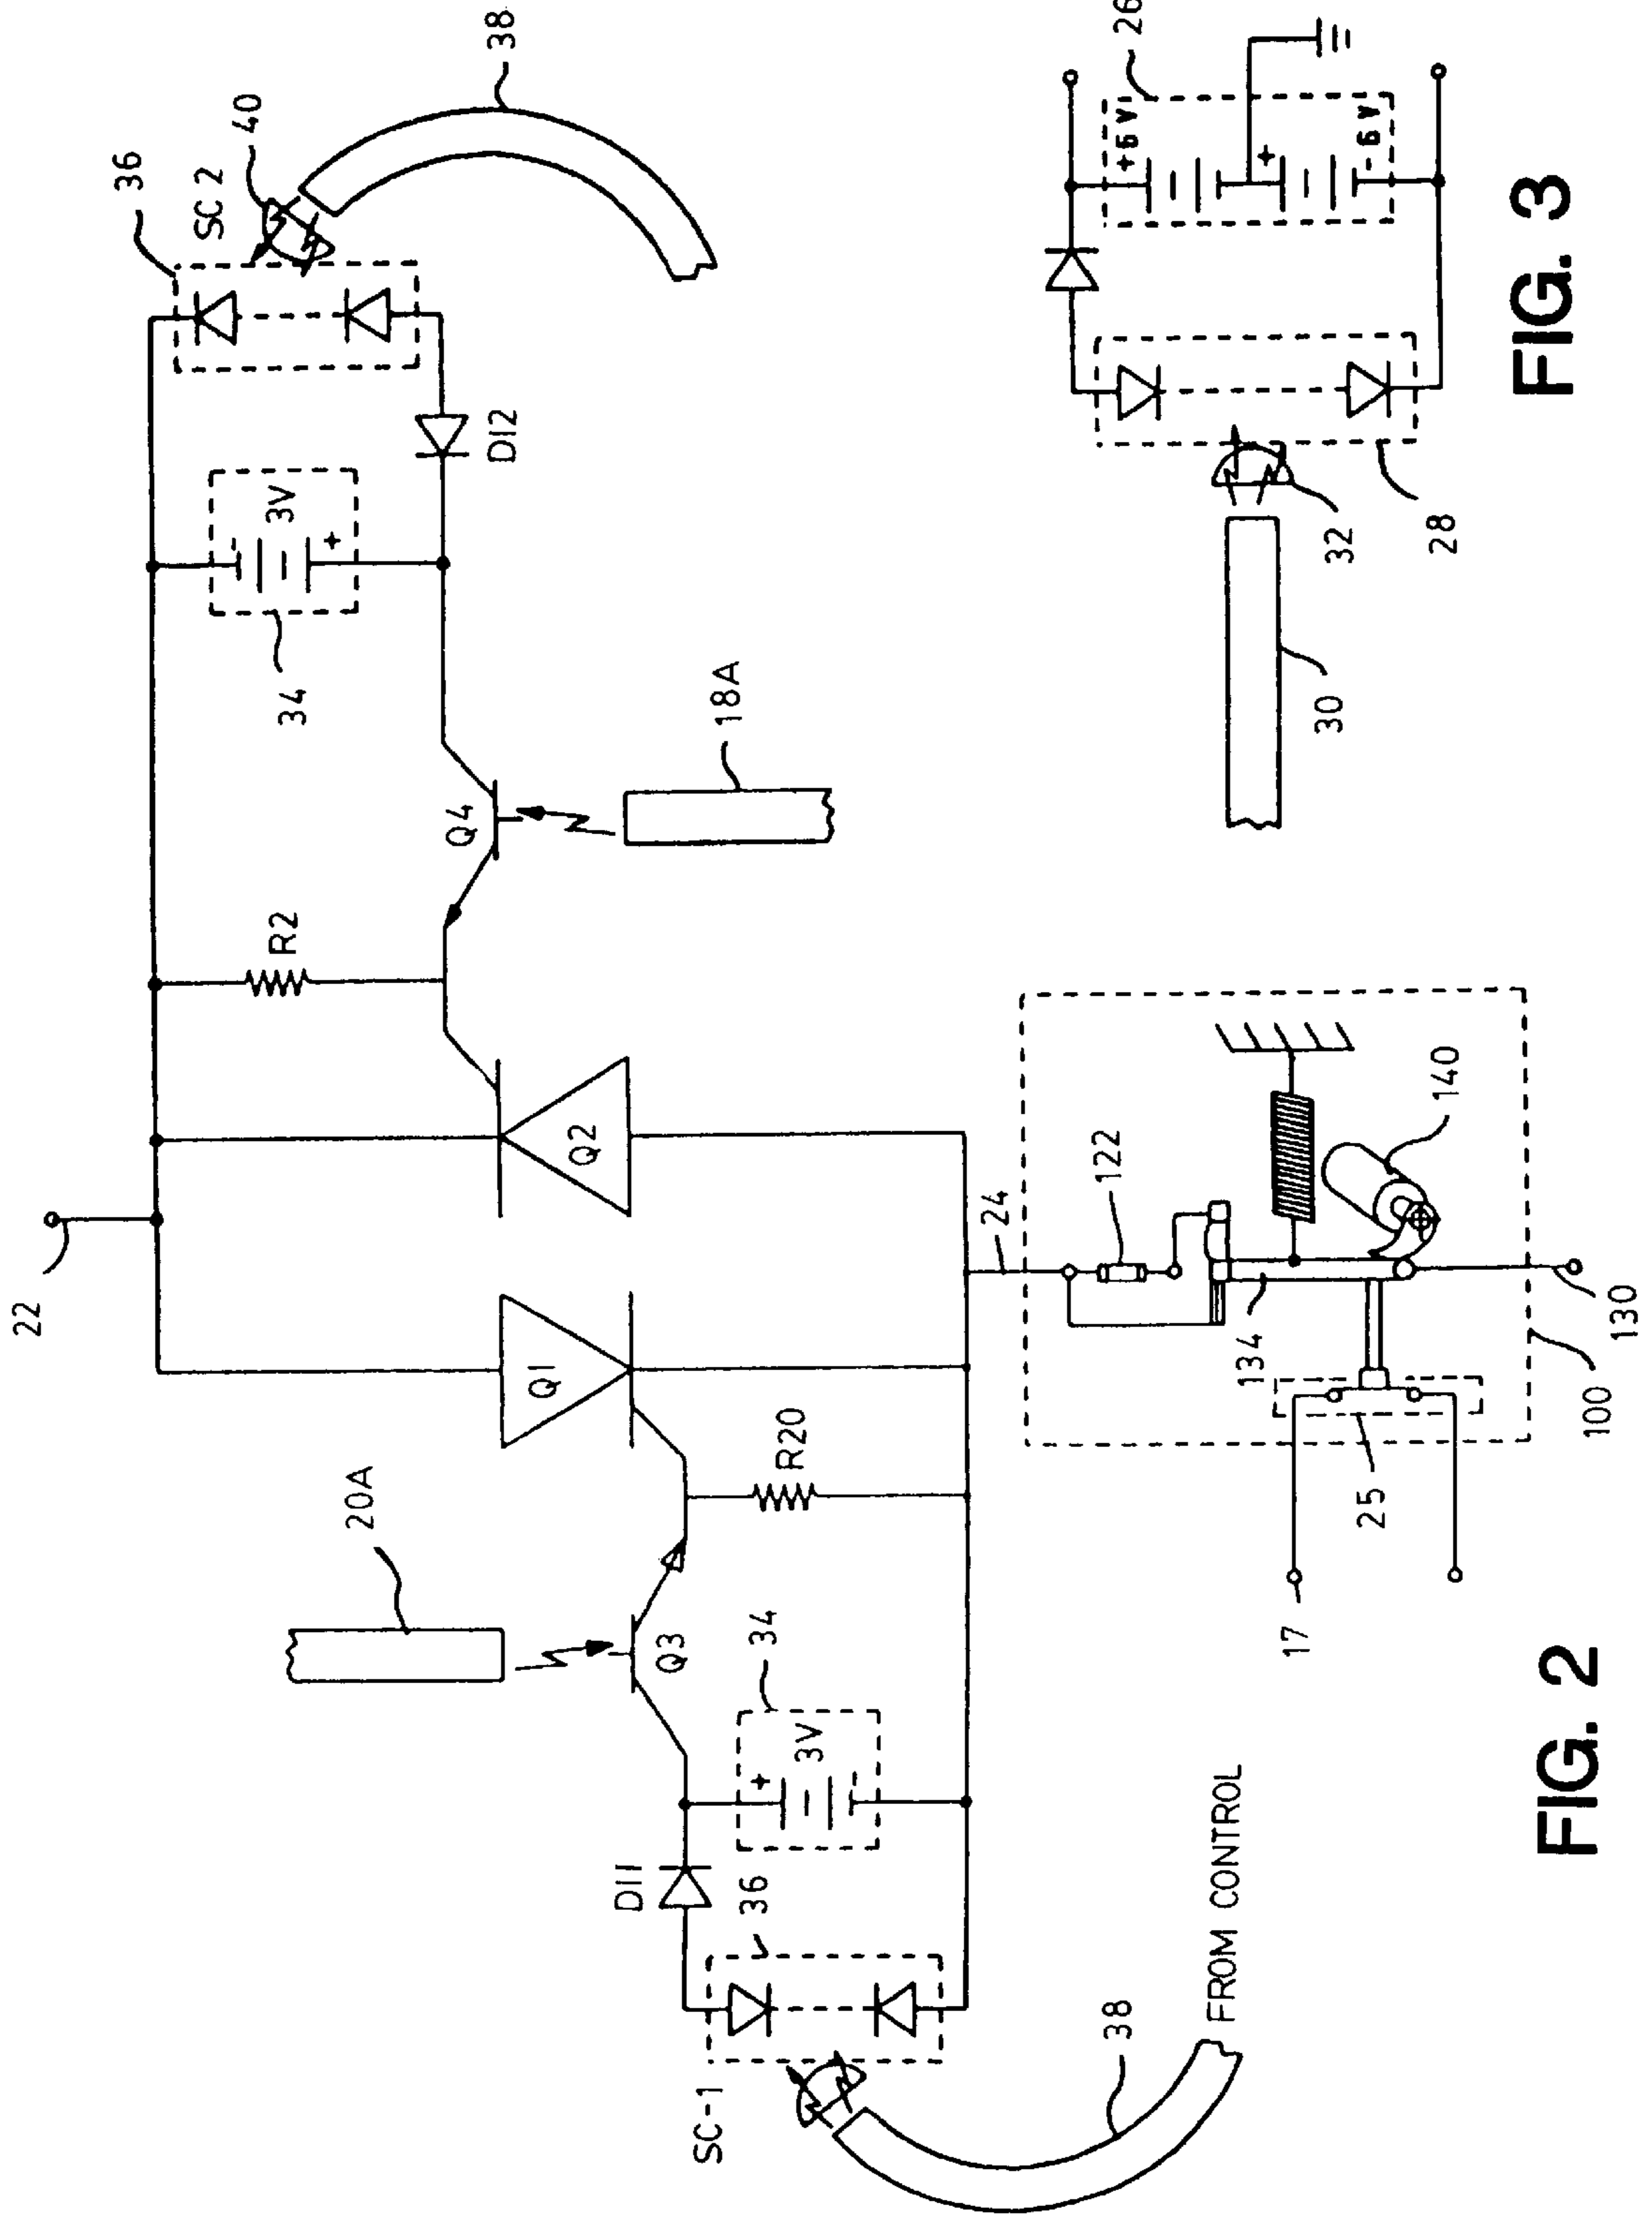 22
36
SC 2
40
38
3V
+
-
34
DI2
R2
Q4
18A
Q1
Q2
20A
Q3
R20
DI1
34
+
3V
-
36
SC-1
38
FROM CONTROL
24
122
134
140
17
25
100
130
FIG. 2
26
+6V
+
-6V
30
32
28
FIG. 3